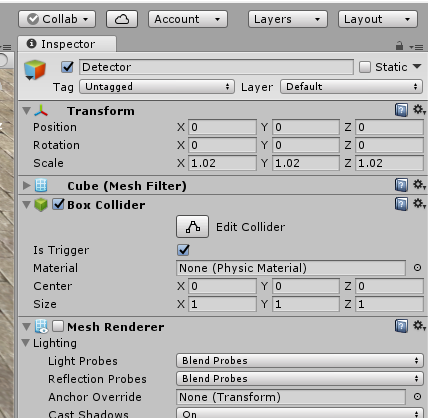 Collab Account Layers Layout
Inspector
Detector Static
Tag Untagged Layer Default
Transform
Position X 0 Y 0 Z 0
Rotation X 0 Y 0 Z 0
Scale X 1.02 Y 1.02 Z 1.02
Cube (Mesh Filter)
Box Collider
Edit Collider
Is Trigger
Material None (Physic Material)
Center X 0 Y 0 Z 0
Size X 1 Y 1 Z 1
Mesh Renderer
Lighting
Light Probes Blend Probes
Reflection Probes Blend Probes
Anchor Override None (Transform)
Cast Shadows On